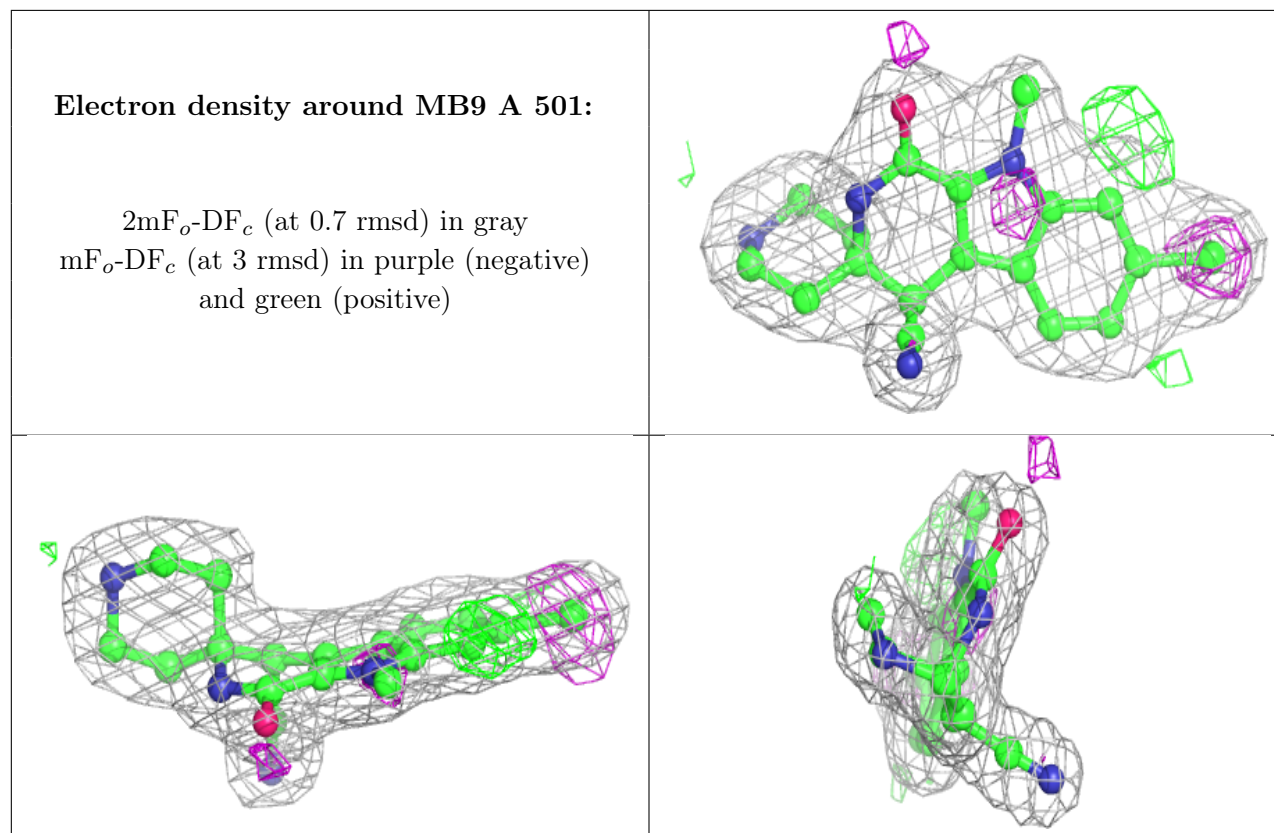 Electron density around MB9 A 501:
2mFₒ-DF𝒸 (at 0.7 rmsd) in gray
mFₒ-DF𝒸 (at 3 rmsd) in purple (negative)
and green (positive)